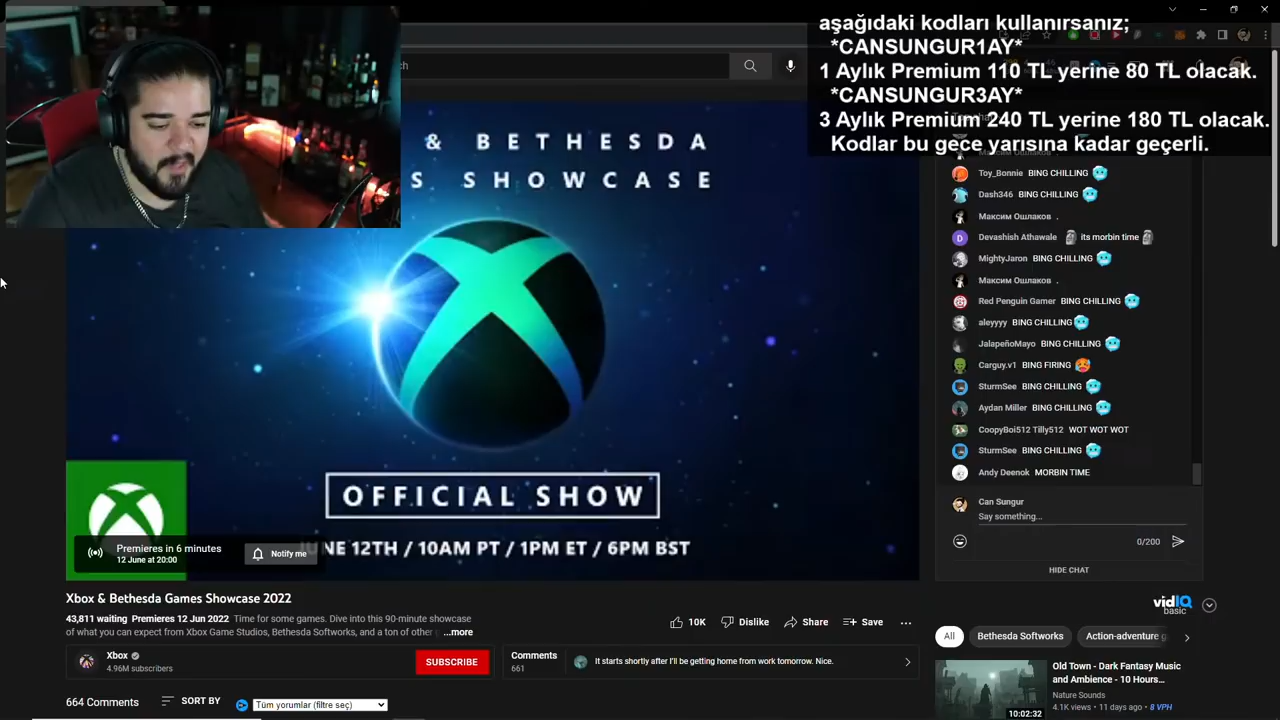 aşağıdaki kodları kullanırsanız;
*CANSUNGUR1AY*
1 Aylık Premium 110 TL yerine 80 TL olacak.
*CANSUNGUR3AY*
3 Aylık Premium 240 TL yerine 180 TL olacak.
Kodlar bu gece yarısına kadar geçerli.
& BETHESDA
S SHOWCASE
OFFICIAL SHOW
JUNE 12TH / 10AM PT / 1PM ET / 6PM BST
Premieres in 6 minutes
12 June at 20:00
Notify me
Максим Ошлаков
Toy_Bonnie BING CHILLING
Dash346 BING CHILLING
Максим Ошлаков .
Devashish Athawale its morbin time
MightyJaron BING CHILLING
Максим Ошлаков .
Red Penguin Gamer BING CHILLING
aleyyyy BING CHILLING
JalapeñoMayo BING CHILLING
Carguy.v1 BING FIRING
SturmSee BING CHILLING
Aydan Miller BING CHILLING
CoopyBoi512 Tilly512 WOT WOT WOT
SturmSee BING CHILLING
Andy Deenok MORBIN TIME
Can Sungur
Say something...
0/200
HIDE CHAT
Xbox & Bethesda Games Showcase 2022
43,811 waiting Premieres 12 Jun 2022 Time for some games. Dive into this 90-minute showcase
of what you can expect from Xbox Game Studios, Bethesda Softworks, and a ton of other ...more
10K Dislike Share Save
Xbox
4.96M subscribers
SUBSCRIBE
Comments
661
It starts shortly after I'll be getting home from work tomorrow. Nice.
664 Comments SORT BY Tüm yorumlar (filtre seç)
vidIQ
basic
All Bethesda Softworks Action-adventure g
Old Town - Dark Fantasy Music
and Ambience - 10 Hours...
Nature Sounds
4.1K views • 11 days ago • 8 VPH
10:02:32